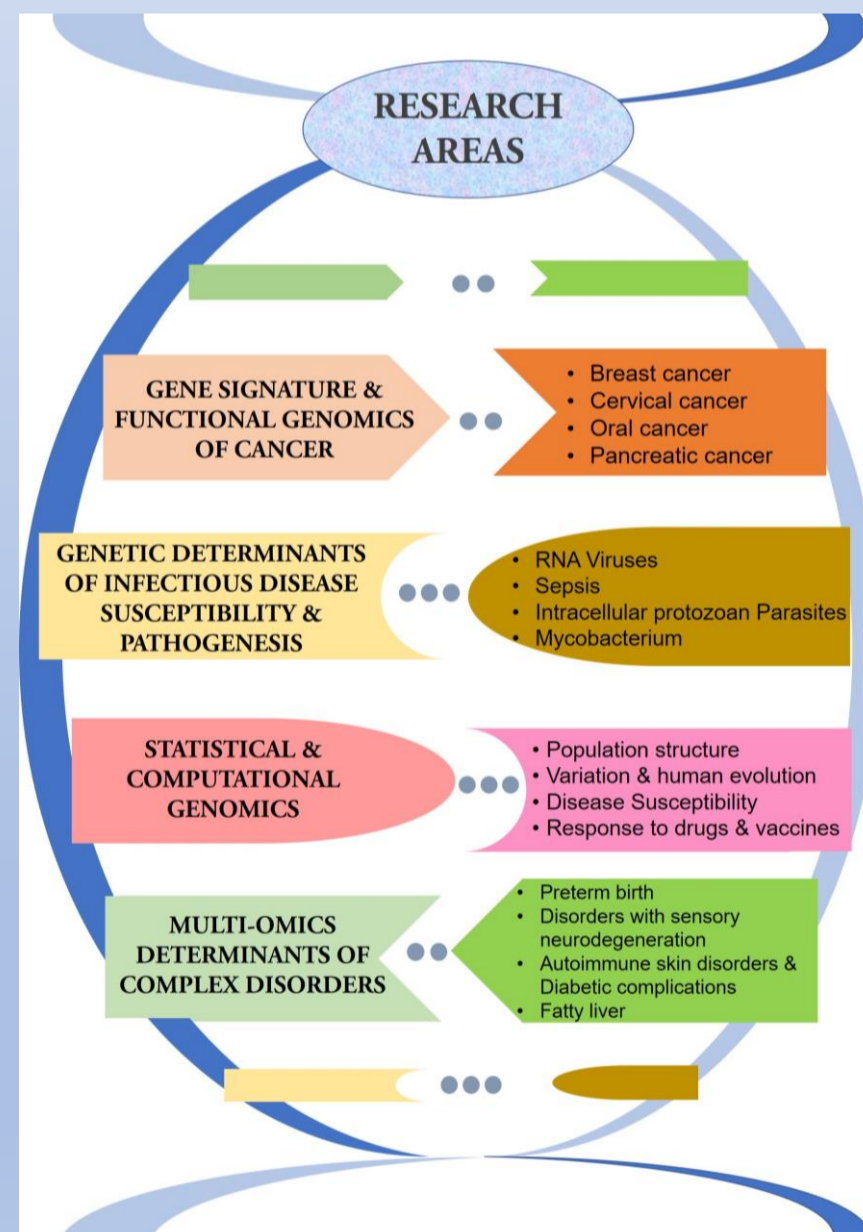 RESEARCH
AREAS
GENE SIGNATURE &
FUNCTIONAL GENOMICS
OF CANCER
• Breast cancer
• Cervical cancer
• Oral cancer
• Pancreatic cancer
GENETIC DETERMINANTS
OF INFECTIOUS DISEASE
SUSCEPTIBILITY &
PATHOGENESIS
• RNA Viruses
• Sepsis
• Intracellular protozoan Parasites
• Mycobacterium
STATISTICAL &
COMPUTATIONAL
GENOMICS
• Population structure
• Variation & human evolution
• Disease Susceptibility
• Response to drugs & vaccines
MULTI-OMICS
DETERMINANTS OF
COMPLEX DISORDERS
• Preterm birth
• Disorders with sensory
neurodegeneration
• Autoimmune skin disorders &
Diabetic complications
• Fatty liver